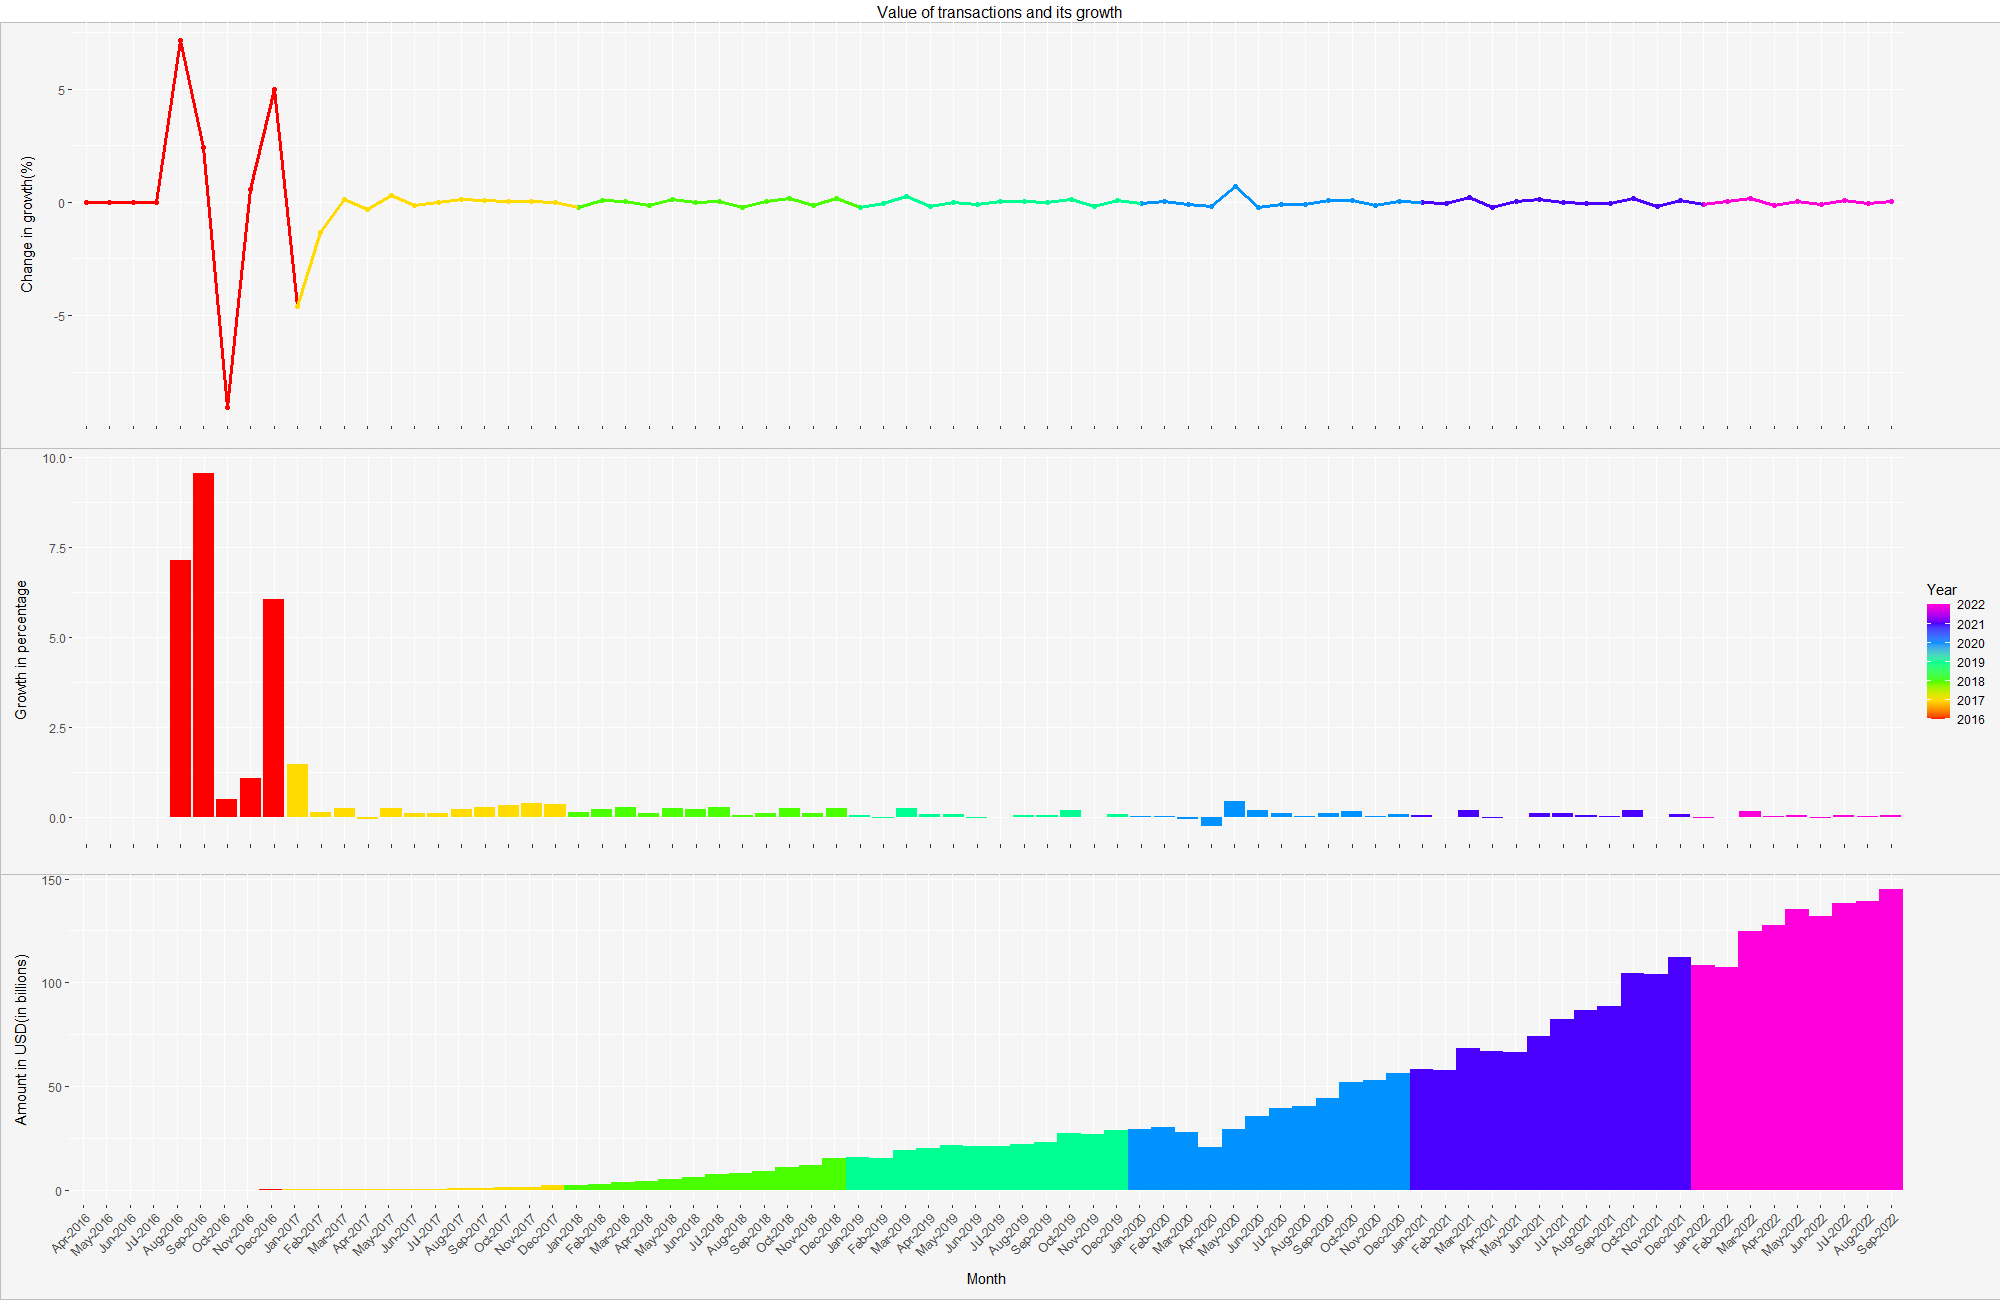 Value of transactions and its growth
Change in growth(%)
5
0
-5
Growth in percentage
10.0
7.5
5.0
2.5
0.0
Year
2022
2021
2020
2019
2018
2017
2016
Amount in USD(in billions)
150
100
50
0
Apr-2016
May-2016
Jun-2016
Jul-2016
Aug-2016
Sep-2016
Oct-2016
Nov-2016
Dec-2016
Jan-2017
Feb-2017
Mar-2017
Apr-2017
May-2017
Jun-2017
Jul-2017
Aug-2017
Sep-2017
Oct-2017
Nov-2017
Dec-2017
Jan-2018
Feb-2018
Mar-2018
Apr-2018
May-2018
Jun-2018
Jul-2018
Aug-2018
Sep-2018
Oct-2018
Nov-2018
Dec-2018
Jan-2019
Feb-2019
Mar-2019
Apr-2019
May-2019
Jun-2019
Jul-2019
Aug-2019
Sep-2019
Oct-2019
Nov-2019
Dec-2019
Jan-2020
Feb-2020
Mar-2020
Apr-2020
May-2020
Jun-2020
Jul-2020
Aug-2020
Sep-2020
Oct-2020
Nov-2020
Dec-2020
Jan-2021
Feb-2021
Mar-2021
Apr-2021
May-2021
Jun-2021
Jul-2021
Aug-2021
Sep-2021
Oct-2021
Nov-2021
Dec-2021
Jan-2022
Feb-2022
Mar-2022
Apr-2022
May-2022
Jun-2022
Jul-2022
Aug-2022
Sep-2022
Month